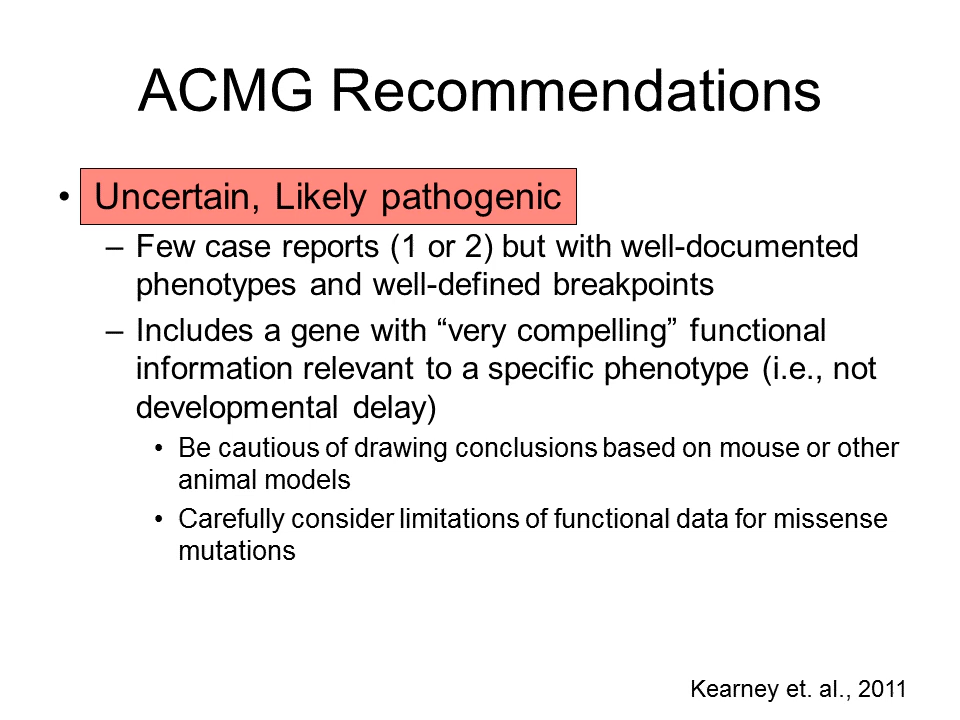 ACMG Recommendations
• Uncertain, Likely pathogenic
– Few case reports (1 or 2) but with well-documented
phenotypes and well-defined breakpoints
– Includes a gene with “very compelling” functional
information relevant to a specific phenotype (i.e., not
developmental delay)
• Be cautious of drawing conclusions based on mouse or other
animal models
• Carefully consider limitations of functional data for missense
mutations
Kearney et. al., 2011